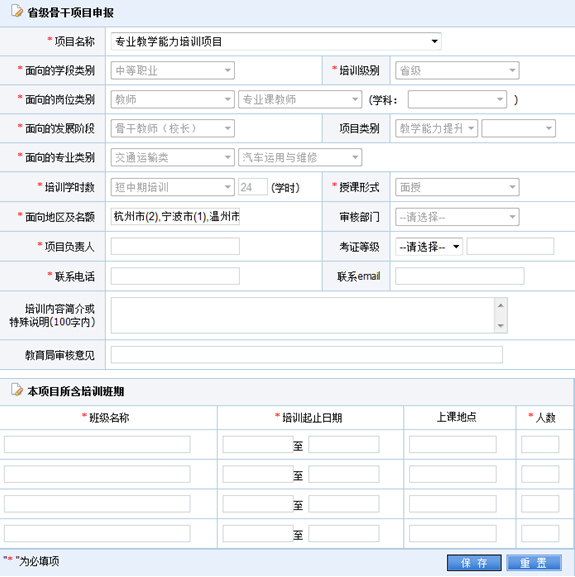 省级骨干项目申报
* 项目名称 专业教学能力培训项目
* 面向的学段类别 中等职业 * 培训级别 省级
* 面向的岗位类别 教师 专业课教师 (学科： )
* 面向的发展阶段 骨干教师（校长） 项目类别 教学能力提升
* 面向的专业类别 交通运输类 汽车运用与维修
* 培训学时数 短中期培训 24 (学时) * 授课形式 面授
* 面向地区及名额 杭州市(2),宁波市(1),温州市 审核部门 --请选择--
* 项目负责人 考证等级 --请选择--
* 联系电话 联系email
培训内容简介或
特殊说明(100字内)
教育局审核意见
本项目所含培训班期
* 班级名称 * 培训起止日期 上课地点 * 人数
至
至
至
至
"* "为必填项 保 存 重 置